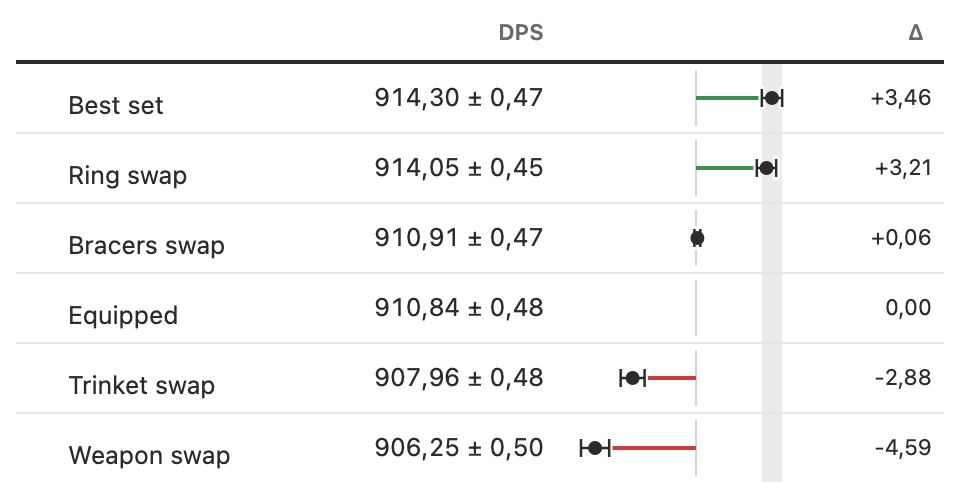 DPS Δ
Best set 914,30 ± 0,47 +3,46
Ring swap 914,05 ± 0,45 +3,21
Bracers swap 910,91 ± 0,47 +0,06
Equipped 910,84 ± 0,48 0,00
Trinket swap 907,96 ± 0,48 -2,88
Weapon swap 906,25 ± 0,50 -4,59